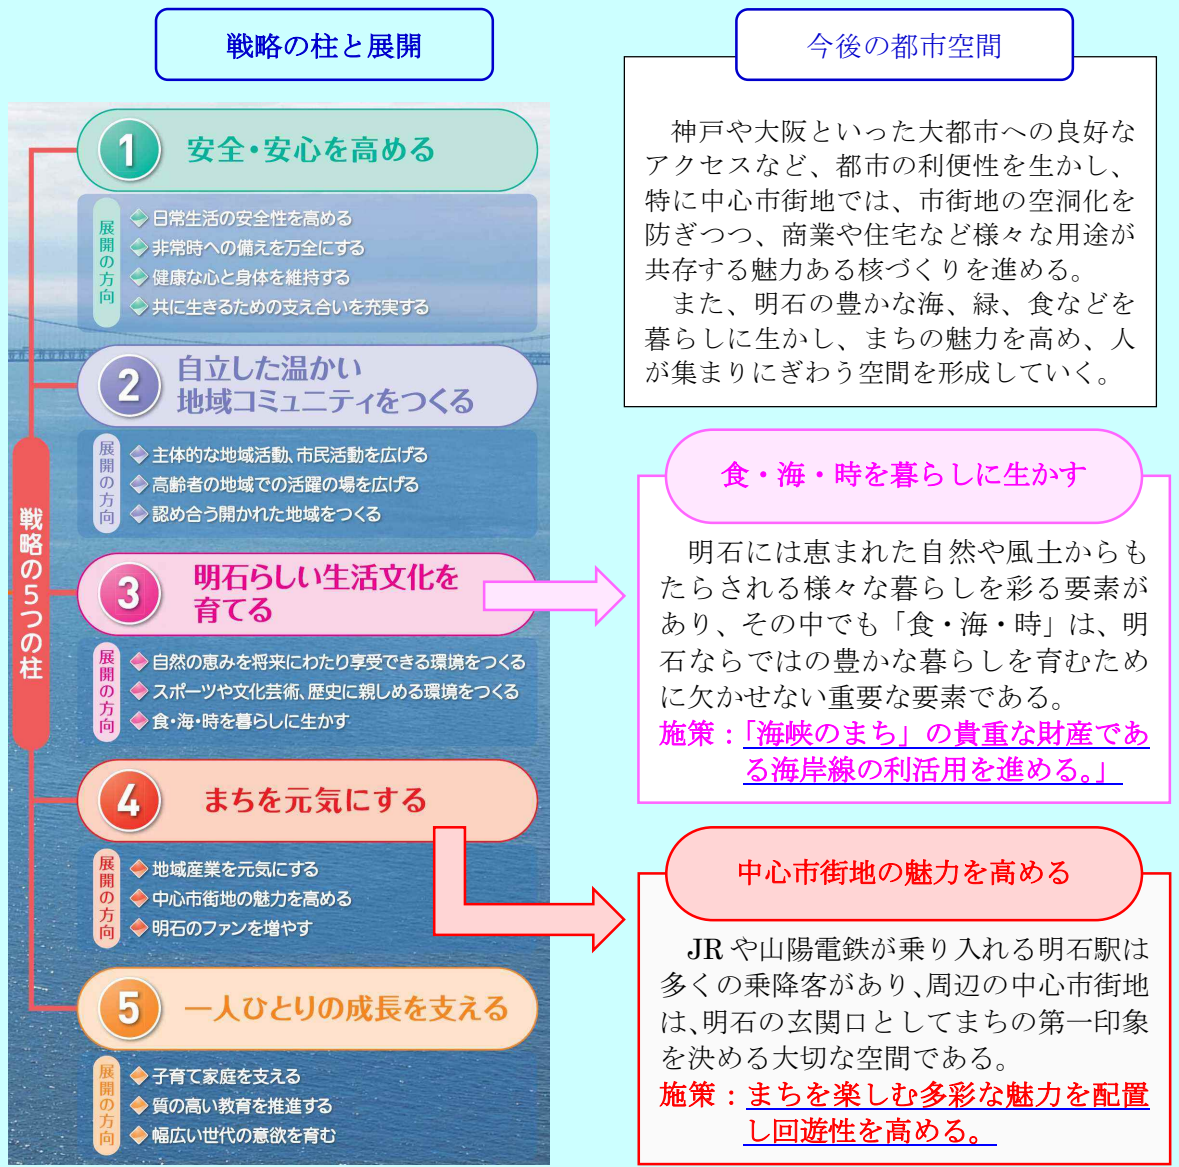 戦略の柱と展開
戦略の5つの柱
1
安全・安心を高める
展開の方向
日常生活の安全性を高める
非常時への備えを万全にする
健康な心と身体を維持する
共に生きるための支え合いを充実する
2
自立した温かい
地域コミュニティをつくる
展開の方向
主体的な地域活動、市民活動を広げる
高齢者の地域での活躍の場を広げる
認め合う開かれた地域をつくる
3
明石らしい生活文化を
育てる
展開の方向
自然の恵みを将来にわたり享受できる環境をつくる
スポーツや文化芸術、歴史に親しめる環境をつくる
食・海・時を暮らしに生かす
4
まちを元気にする
展開の方向
地域産業を元気にする
中心市街地の魅力を高める
明石のファンを増やす
5
一人ひとりの成長を支える
展開の方向
子育て家庭を支える
質の高い教育を推進する
幅広い世代の意欲を育む
今後の都市空間
神戸や大阪といった大都市への良好な
アクセスなど、都市の利便性を生かし、
特に中心市街地では、市街地の空洞化を
防ぎつつ、商業や住宅など様々な用途が
共存する魅力ある核づくりを進める。
また、明石の豊かな海、緑、食などを
暮らしに生かし、まちの魅力を高め、人
が集まりにぎわう空間を形成していく。
食・海・時を暮らしに生かす
明石には恵まれた自然や風土からも
たらされる様々な暮らしを彩る要素が
あり、その中でも「食・海・時」は、明
石ならではの豊かな暮らしを育むため
に欠かせない重要な要素である。
施策：「海峡のまち」の貴重な財産であ
る海岸線の利活用を進める。」
中心市街地の魅力を高める
JRや山陽電鉄が乗り入れる明石駅は
多くの乗降客があり、周辺の中心市街地
は、明石の玄関口としてまちの第一印象
を決める大切な空間である。
施策：まちを楽しむ多彩な魅力を配置
し回遊性を高める。